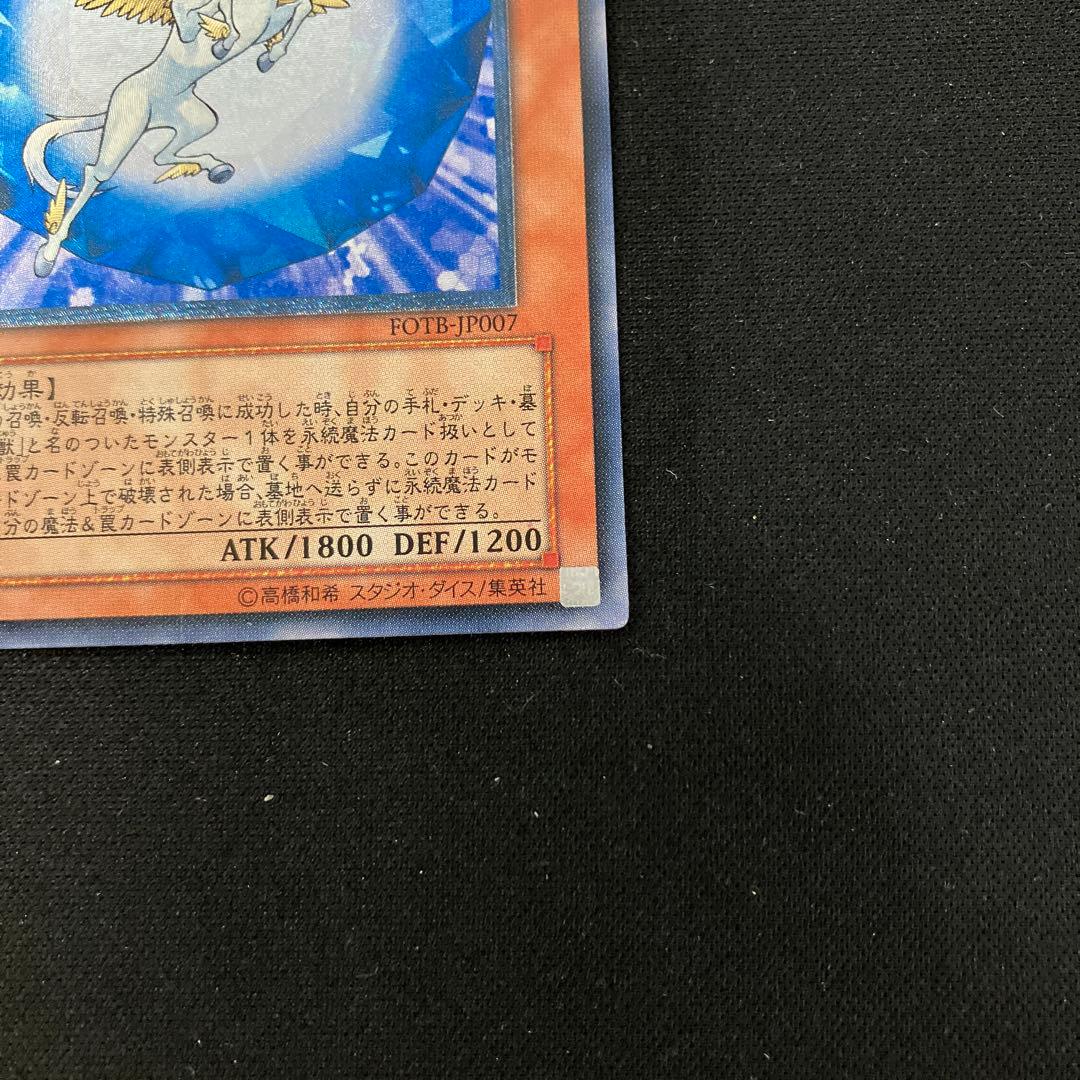 FOTB-JP007
効果】
召喚・反転召喚・特殊召喚に成功した時、自分の手札・デッキ・墓
獣」と名のついたモンスター1体を永続魔法カード扱いとして
罠カードゾーンに表側表示で置く事ができる。このカードがモ
ドゾーン上で破壊された場合、墓地へ送らずに永続魔法カード
分の魔法&罠カードゾーンに表側表示で置く事ができる。
ATK/1800 DEF/1200
©高橋和希 スタジオ・ダイス/集英社